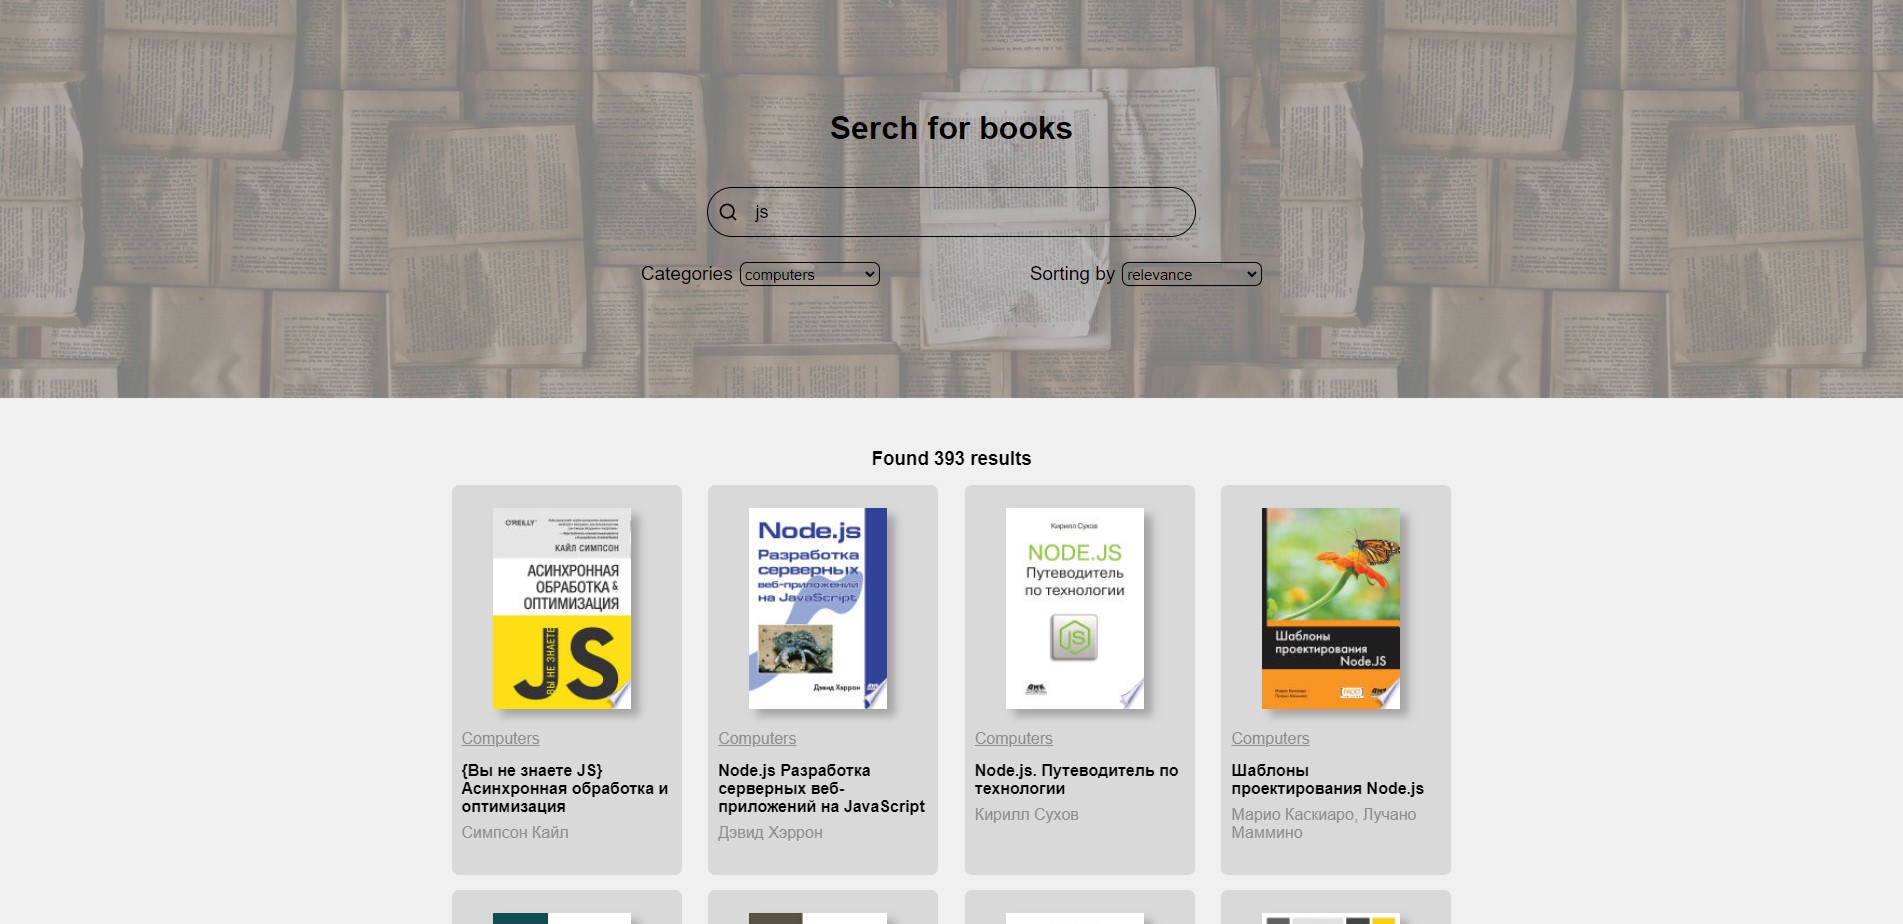 Serch for books
js
Categories computers Sorting by relevance
Found 393 results
O'REILLY
КАЙЛ СИМПСОН
АСИНХРОННАЯ
ОБРАБОТКА &
ОПТИМИЗАЦИЯ
ВЫ НЕ ЗНАЕТЕ
JS
Node.js
Разработка
серверных
веб-приложений
на JavaScript
Дэвид Хэррон
Кирилл Сухов
NODE.JS
Путеводитель
по технологии
JS
Шаблоны
проектирования
Node.JS
Computers
{Вы не знаете JS}
Асинхронная обработка и
оптимизация
Симпсон Кайл
Computers
Node.js Разработка
серверных веб-
приложений на JavaScript
Дэвид Хэррон
Computers
Node.js. Путеводитель по
технологии
Кирилл Сухов
Computers
Шаблоны
проектирования Node.js
Марио Каскиаро, Лучано
Маммино